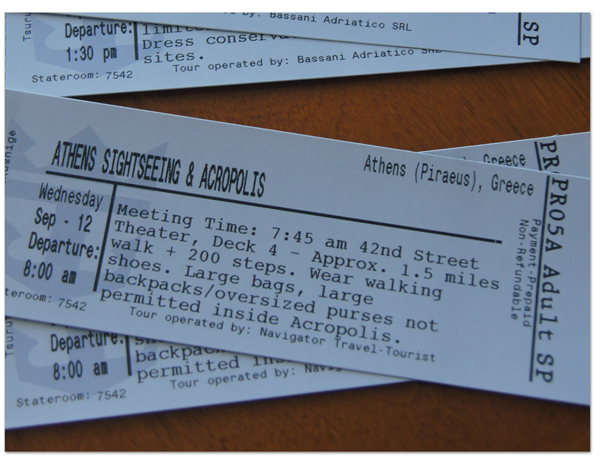 Tsuru
Departure:
1:30 pm
limite
Dress conserva
sites.
by: Bassani Adriatico SRL
Tour operated by: Bassani Adriatico S
Stateroom: 7542
SP
ATHENS SIGHTSEEING & ACROPOLIS
Athens (Piraeus), Greece
Wednesday
Sep - 12
Departure:
8:00 am
Meeting Time: 7:45 am 42nd Street
Theater, Deck 4 - Approx. 1.5 miles
walk + 200 steps. Wear walking
shoes. Large bags, large
backpacks/oversized purses not
permitted inside Acropolis.
Tour operated by: Navigator Travel-Tourist
teroom: 7542
PR05A Adult SP
Payment-Prepaid
Non-Refundable
Greece
PR
Tsuru
Departure:
8:00 am
backpack
permitted in
Tour operated by: Nav
Stateroom: 7542